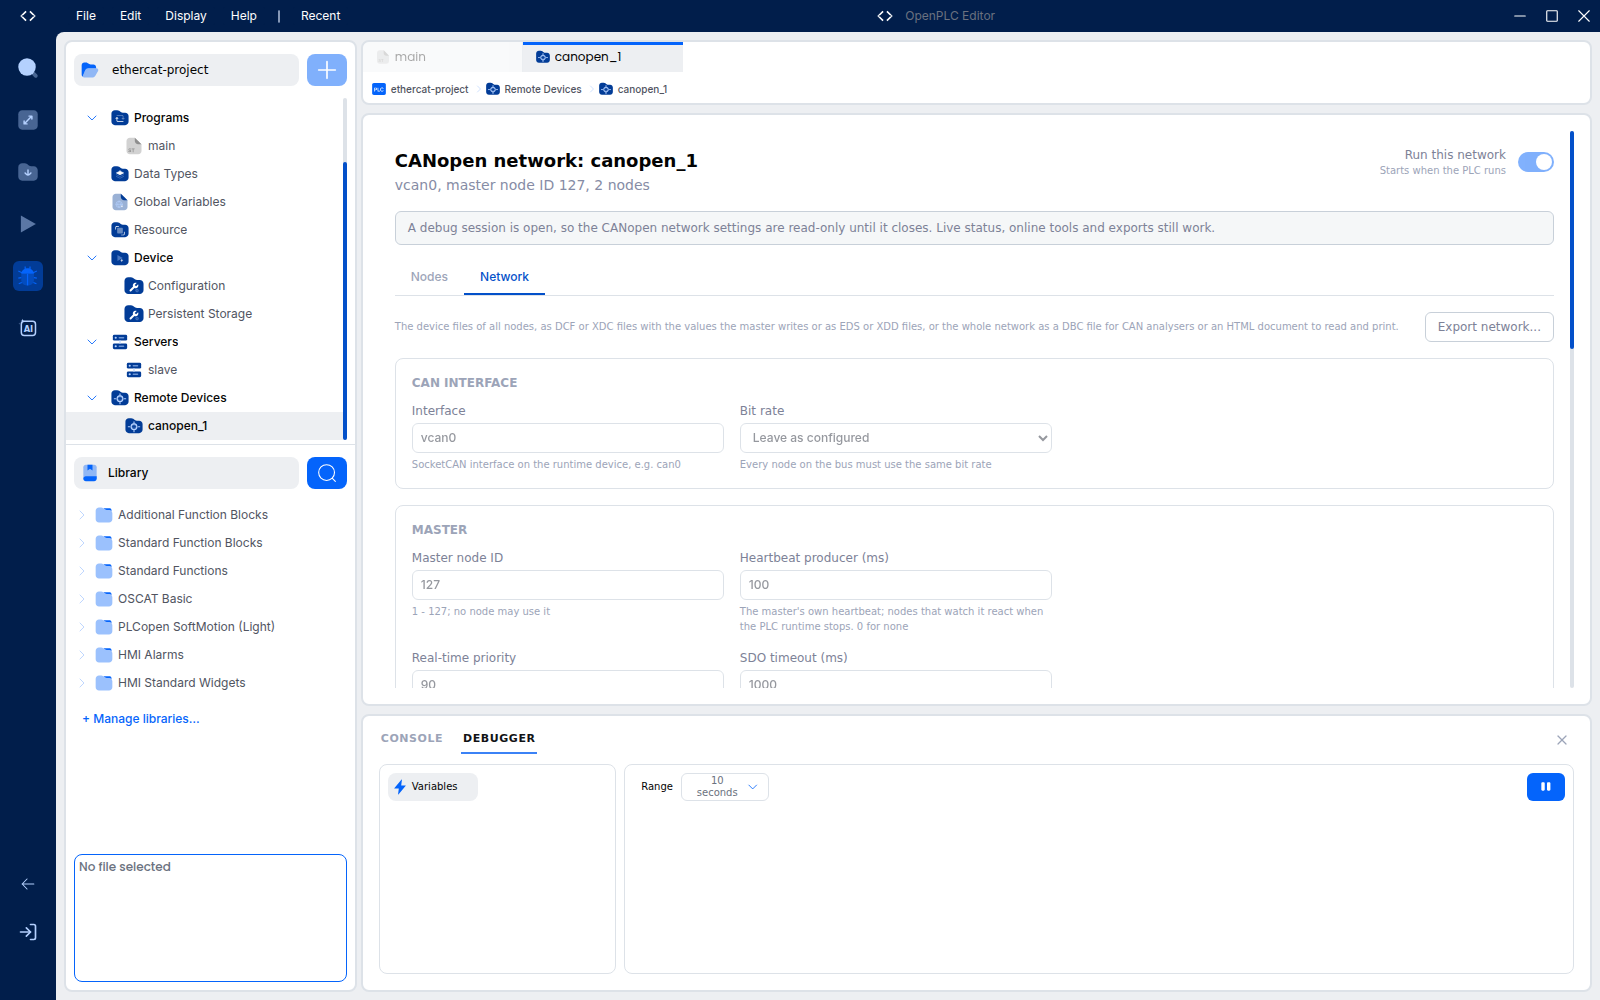 File Edit Display Help | Recent
OpenPLC Editor
ethercat-project
Programs
main
Data Types
Global Variables
Resource
Device
Configuration
Persistent Storage
Servers
slave
Remote Devices
canopen_1
Library
Additional Function Blocks
Standard Function Blocks
Standard Functions
OSCAT Basic
PLCopen SoftMotion (Light)
HMI Alarms
HMI Standard Widgets
+ Manage libraries...
No file selected
AI
main
canopen_1
PLC ethercat-project Remote Devices canopen_1
CANopen network: canopen_1
vcan0, master node ID 127, 2 nodes
Run this network
Starts when the PLC runs
A debug session is open, so the CANopen network settings are read-only until it closes. Live status, online tools and exports still work.
Nodes Network
The device files of all nodes, as DCF or XDC files with the values the master writes or as EDS or XDD files, or the whole network as a DBC file for CAN analysers or an HTML document to read and print.
Export network...
CAN INTERFACE
Interface Bit rate
vcan0 Leave as configured
SocketCAN interface on the runtime device, e.g. can0 Every node on the bus must use the same bit rate
MASTER
Master node ID Heartbeat producer (ms)
127 100
1 - 127; no node may use it The master's own heartbeat; nodes that watch it react when
the PLC runtime stops. 0 for none
Real-time priority SDO timeout (ms)
90 1000
CONSOLE DEBUGGER
Variables
Range 10
seconds